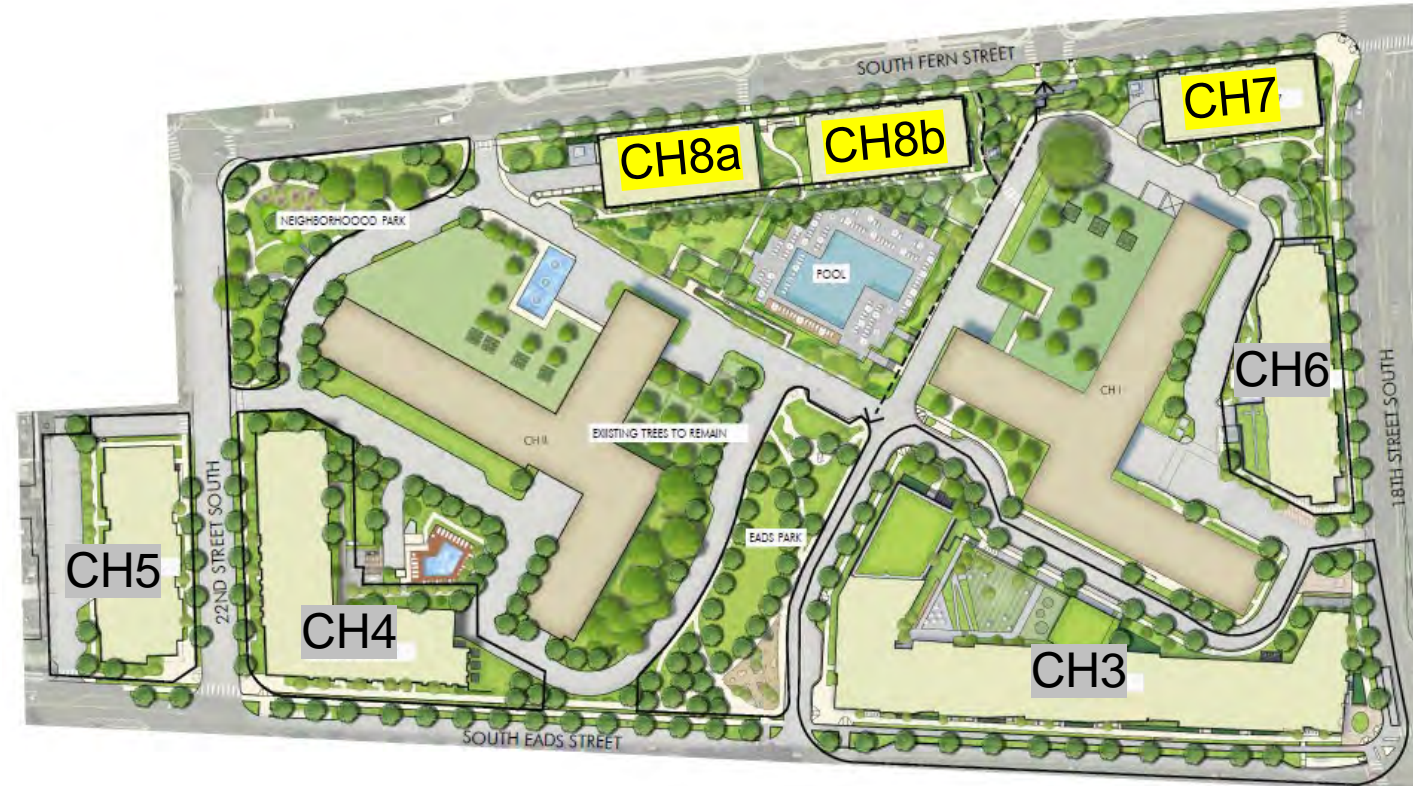 SOUTH FERN STREET
CH7
CH8a
CH8b
NEIGHBORHOOOD PARK
POOL
CH6
18TH STREET SOUTH
CH I
CH II
EXIISTING TREES TO REMAIN
EADS PARK
CH5
22ND STREET SOUTH
CH4
CH3
SOUTH EADS STREET